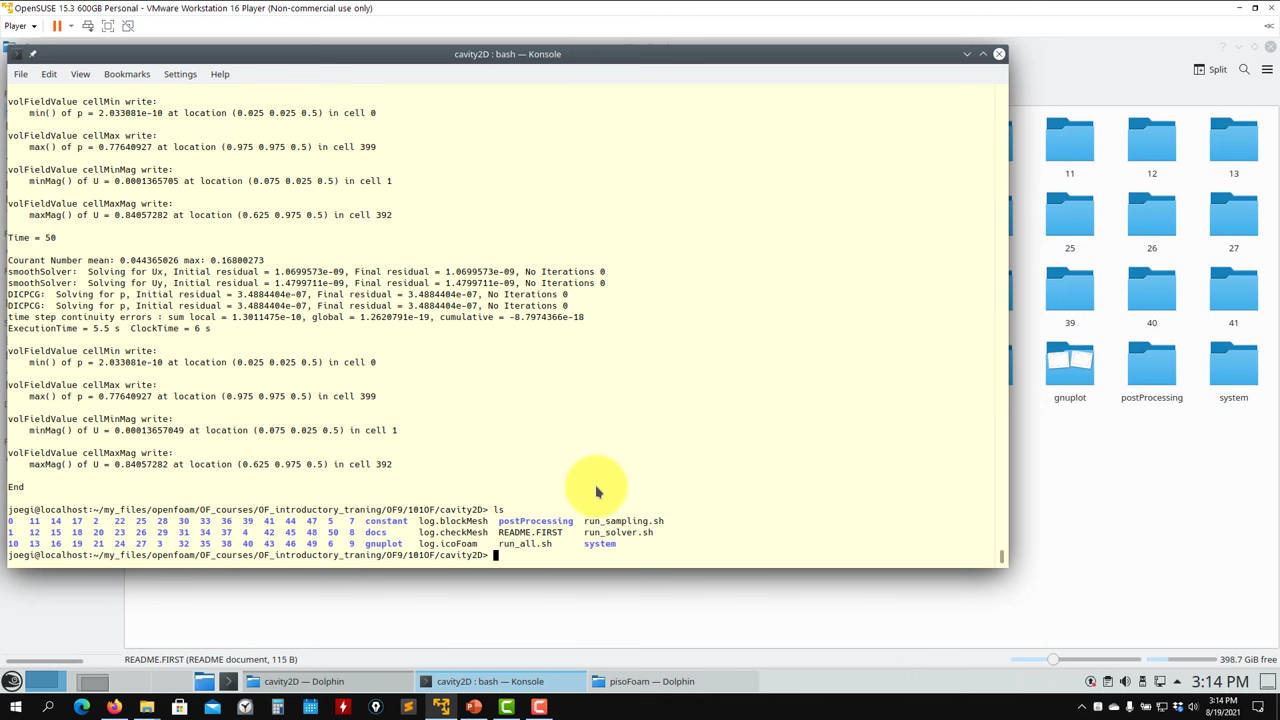 OpenSUSE 15.3 600GB Personal - VMware Workstation 16 Player (Non-commercial use only)
Player
cavity2D : bash — Konsole
Split
File Edit View Bookmarks Settings Help
volFieldValue cellMin write:
min() of p = 2.033081e-10 at location (0.025 0.025 0.5) in cell 0
volFieldValue cellMax write:
max() of p = 0.77640927 at location (0.975 0.975 0.5) in cell 399
volFieldValue cellMinMag write:
minMag() of U = 0.0001365705 at location (0.075 0.025 0.5) in cell 1
volFieldValue cellMaxMag write:
maxMag() of U = 0.84057282 at location (0.625 0.975 0.5) in cell 392
Time = 50
Courant Number mean: 0.044365026 max: 0.16800273
smoothSolver:  Solving for Ux, Initial residual = 1.0699573e-09, Final residual = 1.0699573e-09, No Iterations 0
smoothSolver:  Solving for Uy, Initial residual = 1.4799711e-09, Final residual = 1.4799711e-09, No Iterations 0
DICPCG:  Solving for p, Initial residual = 3.4884404e-07, Final residual = 3.4884404e-07, No Iterations 0
DICPCG:  Solving for p, Initial residual = 3.4884404e-07, Final residual = 3.4884404e-07, No Iterations 0
time step continuity errors : sum local = 1.3011475e-10, global = 1.2620791e-19, cumulative = -8.7974366e-18
ExecutionTime = 5.5 s  ClockTime = 6 s
volFieldValue cellMin write:
min() of p = 2.033081e-10 at location (0.025 0.025 0.5) in cell 0
volFieldValue cellMax write:
max() of p = 0.77640927 at location (0.975 0.975 0.5) in cell 399
volFieldValue cellMinMag write:
minMag() of U = 0.00013657049 at location (0.075 0.025 0.5) in cell 1
volFieldValue cellMaxMag write:
maxMag() of U = 0.84057282 at location (0.625 0.975 0.5) in cell 392
End
joegi@localhost:~/my_files/openfoam/OF_courses/OF_introductory_traning/OF9/101OF/cavity2D> ls
0 11 14 17 2 22 25 28 30 33 36 39 41 44 47 5 7 constant log.blockMesh postProcessing run_sampling.sh
1 12 15 18 20 23 26 29 31 34 37 4 42 45 48 50 8 docs log.checkMesh README.FIRST run_solver.sh
10 13 16 19 21 24 27 3 32 35 38 40 43 46 49 6 9 gnuplot log.icoFoam run_all.sh system
joegi@localhost:~/my_files/openfoam/OF_courses/OF_introductory_traning/OF9/101OF/cavity2D>
11 12 13
25 26 27
39 40 41
gnuplot postProcessing system
README.FIRST (README document, 115 B)
398.7 GiB free
cavity2D — Dolphin
cavity2D : bash — Konsole
pisoFoam — Dolphin
3:14 PM
3:14 PM
8/19/2021